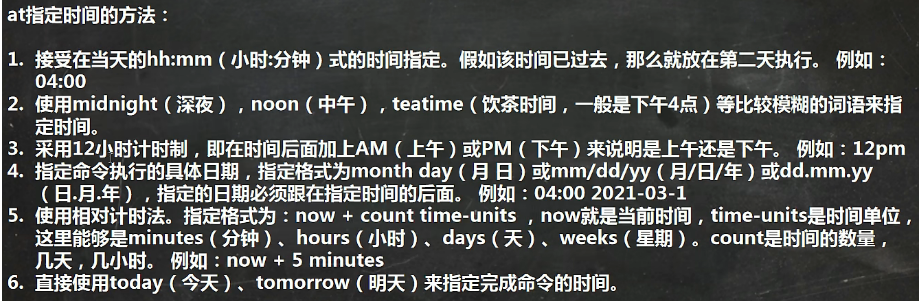 at指定时间的方法：
1. 接受在当天的hh:mm（小时:分钟）式的时间指定。假如该时间已过去，那么就放在第二天执行。 例如：
04:00
2. 使用midnight（深夜），noon（中午），teatime（饮茶时间，一般是下午4点）等比较模糊的词语来指
定时间。
3. 采用12小时计时制，即在时间后面加上AM（上午）或PM（下午）来说明是上午还是下午。 例如：12pm
4. 指定命令执行的具体日期，指定格式为month day（月 日）或mm/dd/yy（月/日/年）或dd.mm.yy
（日.月.年），指定的日期必须跟在指定时间的后面。 例如：04:00 2021-03-1
5. 使用相对计时法。指定格式为：now + count time-units ，now就是当前时间，time-units是时间单位，
这里能够是minutes（分钟）、hours（小时）、days（天）、weeks（星期）。count是时间的数量，
几天，几小时。 例如：now + 5 minutes
6. 直接使用today（今天）、tomorrow（明天）来指定完成命令的时间。